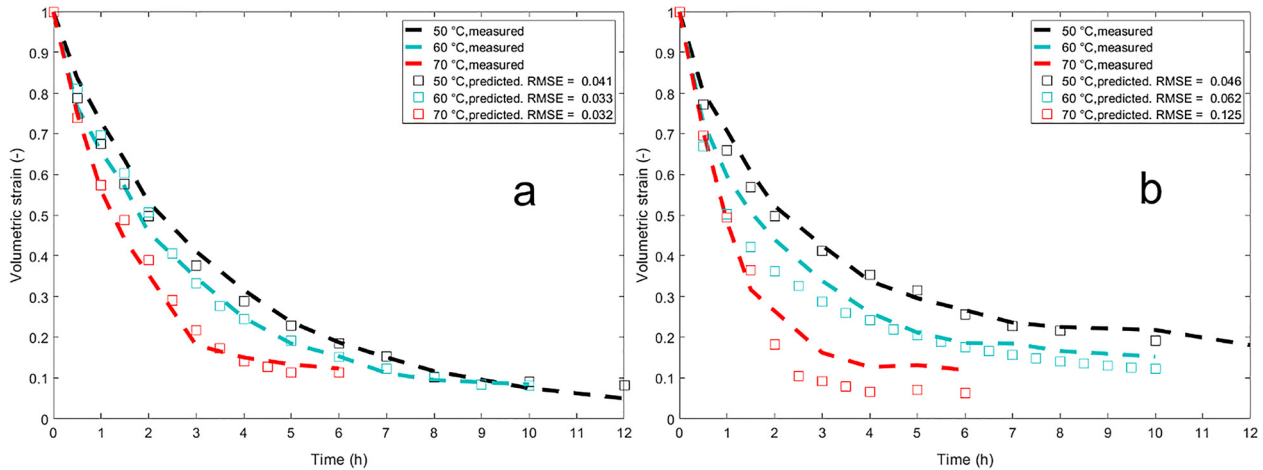 1
0.9
0.8
0.7
0.6
0.5
0.4
0.3
0.2
0.1
0
Volumetric strain (-)
0 1 2 3 4 5 6 7 8 9 10 11 12
Time (h)
50 °C,measured
60 °C,measured
70 °C,measured
50 °C,predicted. RMSE = 0.041
60 °C,predicted. RMSE = 0.033
70 °C,predicted. RMSE = 0.032
a
1
0.9
0.8
0.7
0.6
0.5
0.4
0.3
0.2
0.1
0
Volumetric strain (-)
0 1 2 3 4 5 6 7 8 9 10 11 12
Time (h)
50 °C,measured
60 °C,measured
70 °C,measured
50 °C,predicted. RMSE = 0.046
60 °C,predicted. RMSE = 0.062
70 °C,predicted. RMSE = 0.125
b